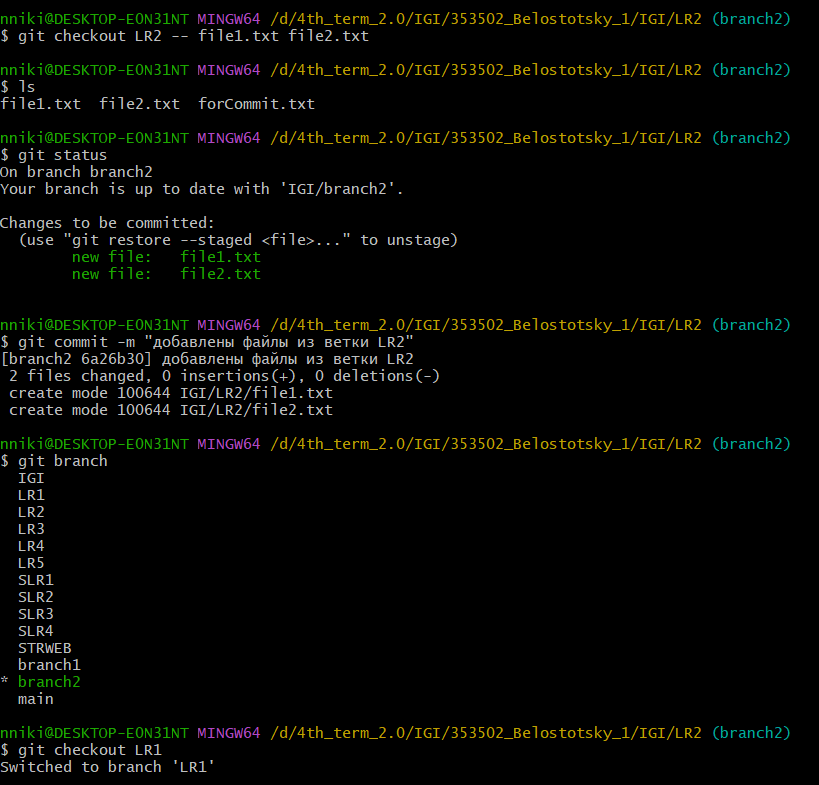 nniki@DESKTOP-EON31NT MINGW64 /d/4th_term_2.0/IGI/353502_Belostotsky_1/IGI/LR2 (branch2)
$ git checkout LR2 -- file1.txt file2.txt
nniki@DESKTOP-EON31NT MINGW64 /d/4th_term_2.0/IGI/353502_Belostotsky_1/IGI/LR2 (branch2)
$ ls
file1.txt  file2.txt  forCommit.txt
nniki@DESKTOP-EON31NT MINGW64 /d/4th_term_2.0/IGI/353502_Belostotsky_1/IGI/LR2 (branch2)
$ git status
On branch branch2
Your branch is up to date with 'IGI/branch2'.
Changes to be committed:
  (use "git restore --staged <file>..." to unstage)
        new file:   file1.txt
        new file:   file2.txt
nniki@DESKTOP-EON31NT MINGW64 /d/4th_term_2.0/IGI/353502_Belostotsky_1/IGI/LR2 (branch2)
$ git commit -m "добавлены файлы из ветки LR2"
[branch2 6a26b30] добавлены файлы из ветки LR2
 2 files changed, 0 insertions(+), 0 deletions(-)
 create mode 100644 IGI/LR2/file1.txt
 create mode 100644 IGI/LR2/file2.txt
nniki@DESKTOP-EON31NT MINGW64 /d/4th_term_2.0/IGI/353502_Belostotsky_1/IGI/LR2 (branch2)
$ git branch
  IGI
  LR1
  LR2
  LR3
  LR4
  LR5
  SLR1
  SLR2
  SLR3
  SLR4
  STRWEB
  branch1
* branch2
  main
nniki@DESKTOP-EON31NT MINGW64 /d/4th_term_2.0/IGI/353502_Belostotsky_1/IGI/LR2 (branch2)
$ git checkout LR1
Switched to branch 'LR1'